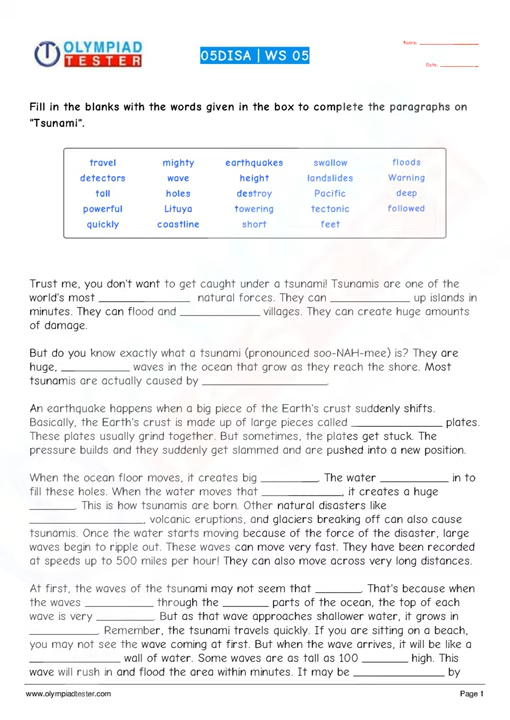 OLYMPIAD
TESTER
05DISA | WS 05
Name: ____________
Date: ____________
Fill in the blanks with the words given in the box to complete the paragraphs on
"Tsunami".
travel mighty earthquakes swallow floods
detectors wave height landslides Warning
tall holes destroy Pacific deep
powerful Lituya towering tectonic followed
quickly coastline short feet
Trust me, you don't want to get caught under a tsunami! Tsunamis are one of the
world's most ________________ natural forces. They can ______________ up islands in
minutes. They can flood and ______________ villages. They can create huge amounts
of damage.
But do you know exactly what a tsunami (pronounced soo-NAH-mee) is? They are
huge, ____________ waves in the ocean that grow as they reach the shore. Most
tsunamis are actually caused by ______________________.
An earthquake happens when a big piece of the Earth's crust suddenly shifts.
Basically, the Earth's crust is made up of large pieces called ________________ plates.
These plates usually grind together. But sometimes, the plates get stuck. The
pressure builds and they suddenly get slammed and are pushed into a new position.
When the ocean floor moves, it creates big __________. The water ____________ in to
fill these holes. When the water moves that ______________, it creates a huge
________. This is how tsunamis are born. Other natural disasters like
____________________, volcanic eruptions, and glaciers breaking off can also cause
tsunamis. Once the water starts moving because of the force of the disaster, large
waves begin to ripple out. These waves can move very fast. They have been recorded
at speeds up to 500 miles per hour! They can also move across very long distances.
At first, the waves of the tsunami may not seem that ________. That's because when
the waves ____________ through the ________ parts of the ocean, the top of each
wave is very __________. But as that wave approaches shallower water, it grows in
____________. Remember, the tsunami travels quickly. If you are sitting on a beach,
you may not see the wave coming at first. But when the wave arrives, it will be like a
________________ wall of water. Some waves are as tall as 100 ________ high. This
wave will rush in and flood the area within minutes. It may be ________________ by
www.olympiadtester.com
Page 1